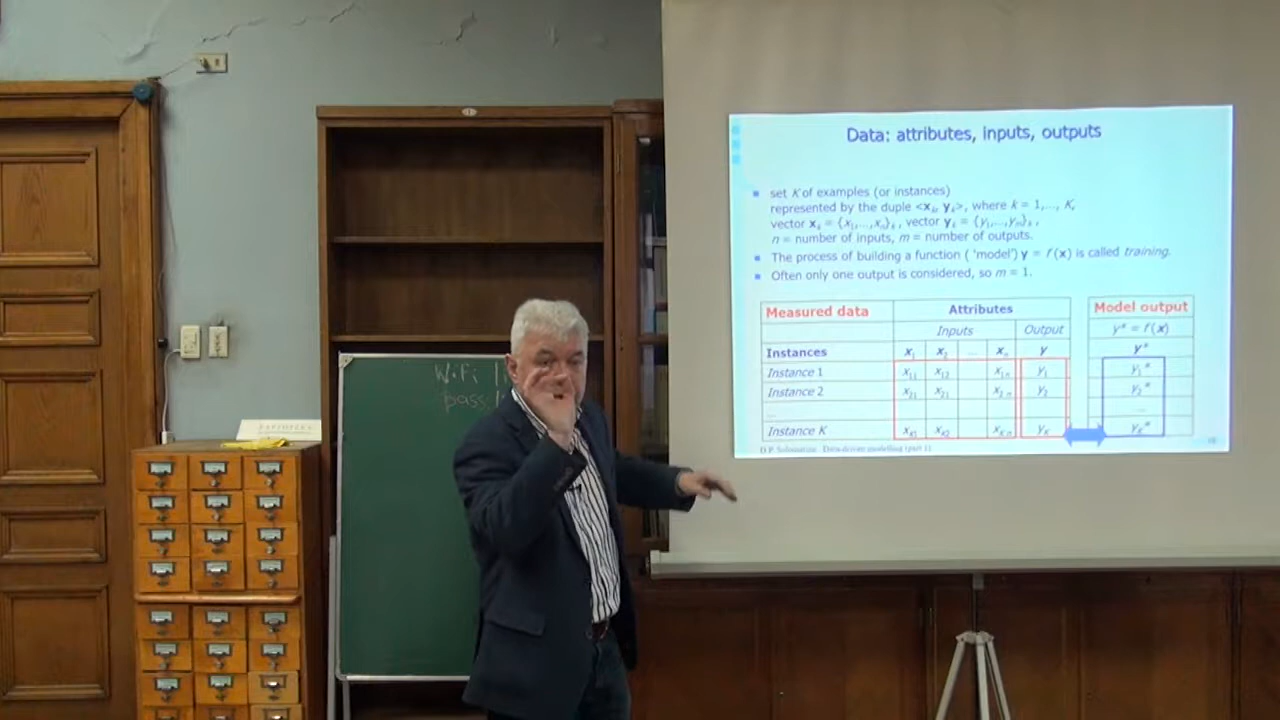 Data: attributes, inputs, outputs
set K of examples (or instances)
represented by the duple <xk, yk>, where k = 1,..., K,
vector xk = {x1,...,xn}k , vector yk = {y1,...,ym}k ,
n = number of inputs, m = number of outputs.
The process of building a function ( 'model') y = f (x) is called training.
Often only one output is considered, so m = 1.
Measured data Attributes Model output
Inputs Output y* = f (x)
Instances x1 x2 ... xn y y*
Instance 1 x11 x12 x1n y1 y1*
Instance 2 x21 x21 x2n y2 y2*
... ...
Instance K xK1 xK2 xKn yK yK*
D.P. Solomatine. Data-driven modelling (part 1).
WiFi
pass